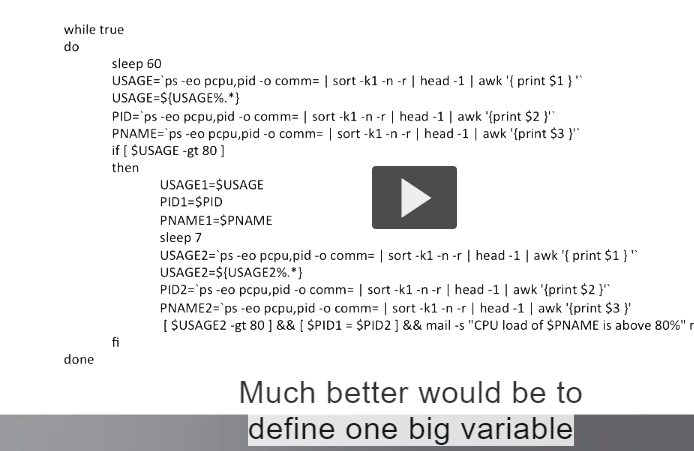 while true
do
sleep 60
USAGE=`ps -eo pcpu,pid -o comm= | sort -k1 -n -r | head -1 | awk '{ print $1 } '`
USAGE=${USAGE%.*}
PID=`ps -eo pcpu,pid -o comm= | sort -k1 -n -r | head -1 | awk '{print $2 }'`
PNAME=`ps -eo pcpu,pid -o comm= | sort -k1 -n -r | head -1 | awk '{print $3 }'`
if [ $USAGE -gt 80 ]
then
USAGE1=$USAGE
PID1=$PID
PNAME1=$PNAME
sleep 7
USAGE2=`ps -eo pcpu,pid -o comm= | sort -k1 -n -r | head -1 | awk '{ print $1 } '`
USAGE2=${USAGE2%.*}
PID2=`ps -eo pcpu,pid -o comm= | sort -k1 -n -r | head -1 | awk '{print $2 }'`
PNAME2=`ps -eo pcpu,pid -o comm= | sort -k1 -n -r | head -1 | awk '{print $3 }'
[ $USAGE2 -gt 80 ] && [ $PID1 = $PID2 ] && mail -s "CPU load of $PNAME is above 80%"
fi
done
Much better would be to
define one big variable